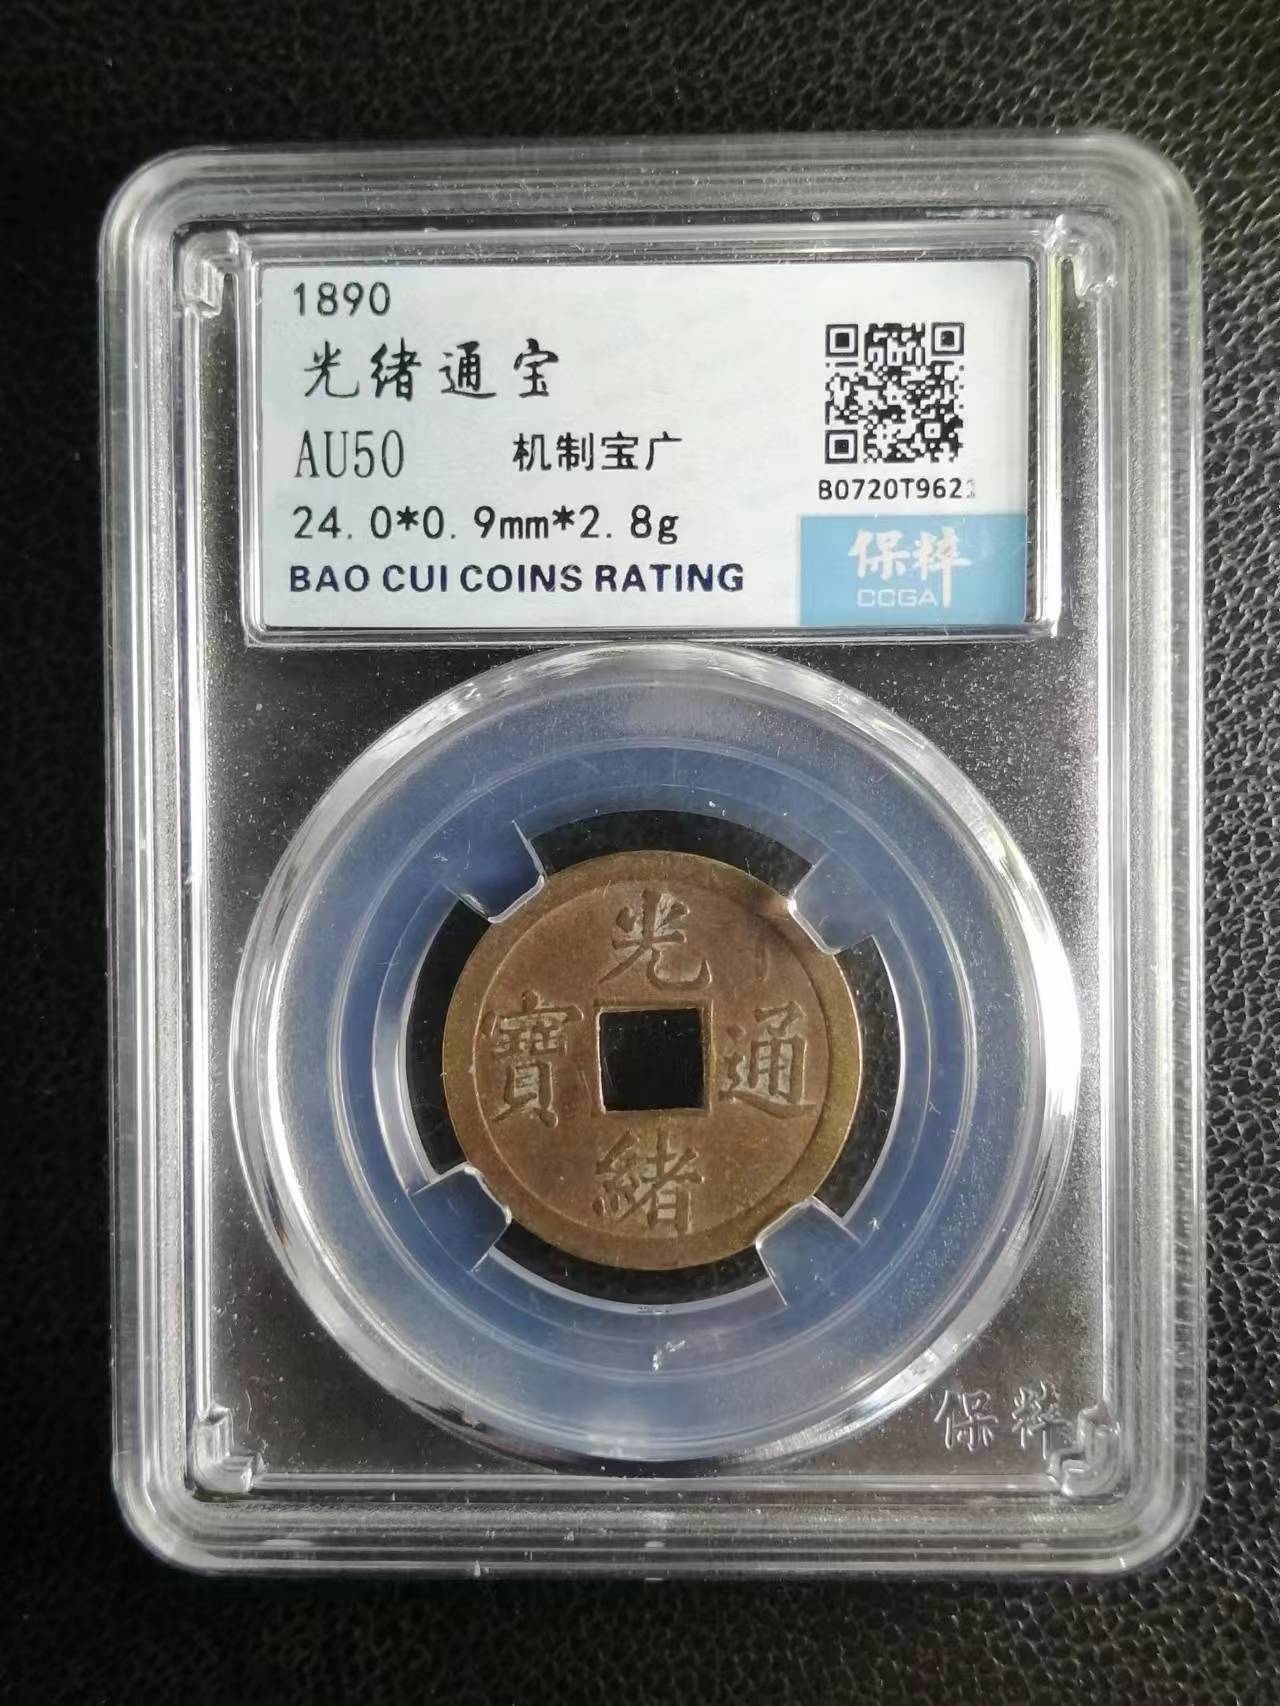 1890
光绪通宝
AU50 机制宝广
24.0*0.9mm*2.8g
BAO CUI COINS RATING
B0720T9621
保粹
CCGA
光
寶 通
緒
保粹